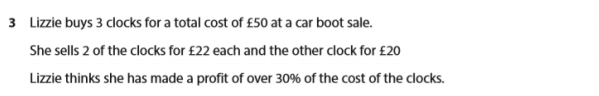 3 Lizzie buys 3 clocks for a total cost of £50 at a car boot sale.
She sells 2 of the clocks for £22 each and the other clock for £20
Lizzie thinks she has made a profit of over 30% of the cost of the clocks.